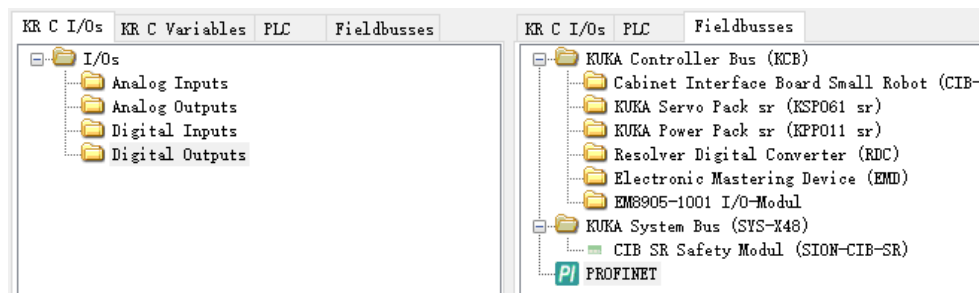 KR C I/Os KR C Variables PLC Fieldbusses
I/Os
Analog Inputs
Analog Outputs
Digital Inputs
Digital Outputs
KR C I/Os PLC Fieldbusses
KUKA Controller Bus (KCB)
Cabinet Interface Board Small Robot (CIB-
KUKA Servo Pack sr (KSP061 sr)
KUKA Power Pack sr (KPP011 sr)
Resolver Digital Converter (RDC)
Electronic Mastering Device (EMD)
EM8905-1001 I/O-Modul
KUKA System Bus (SYS-X48)
CIB SR Safety Modul (SION-CIB-SR)
PI PROFINET